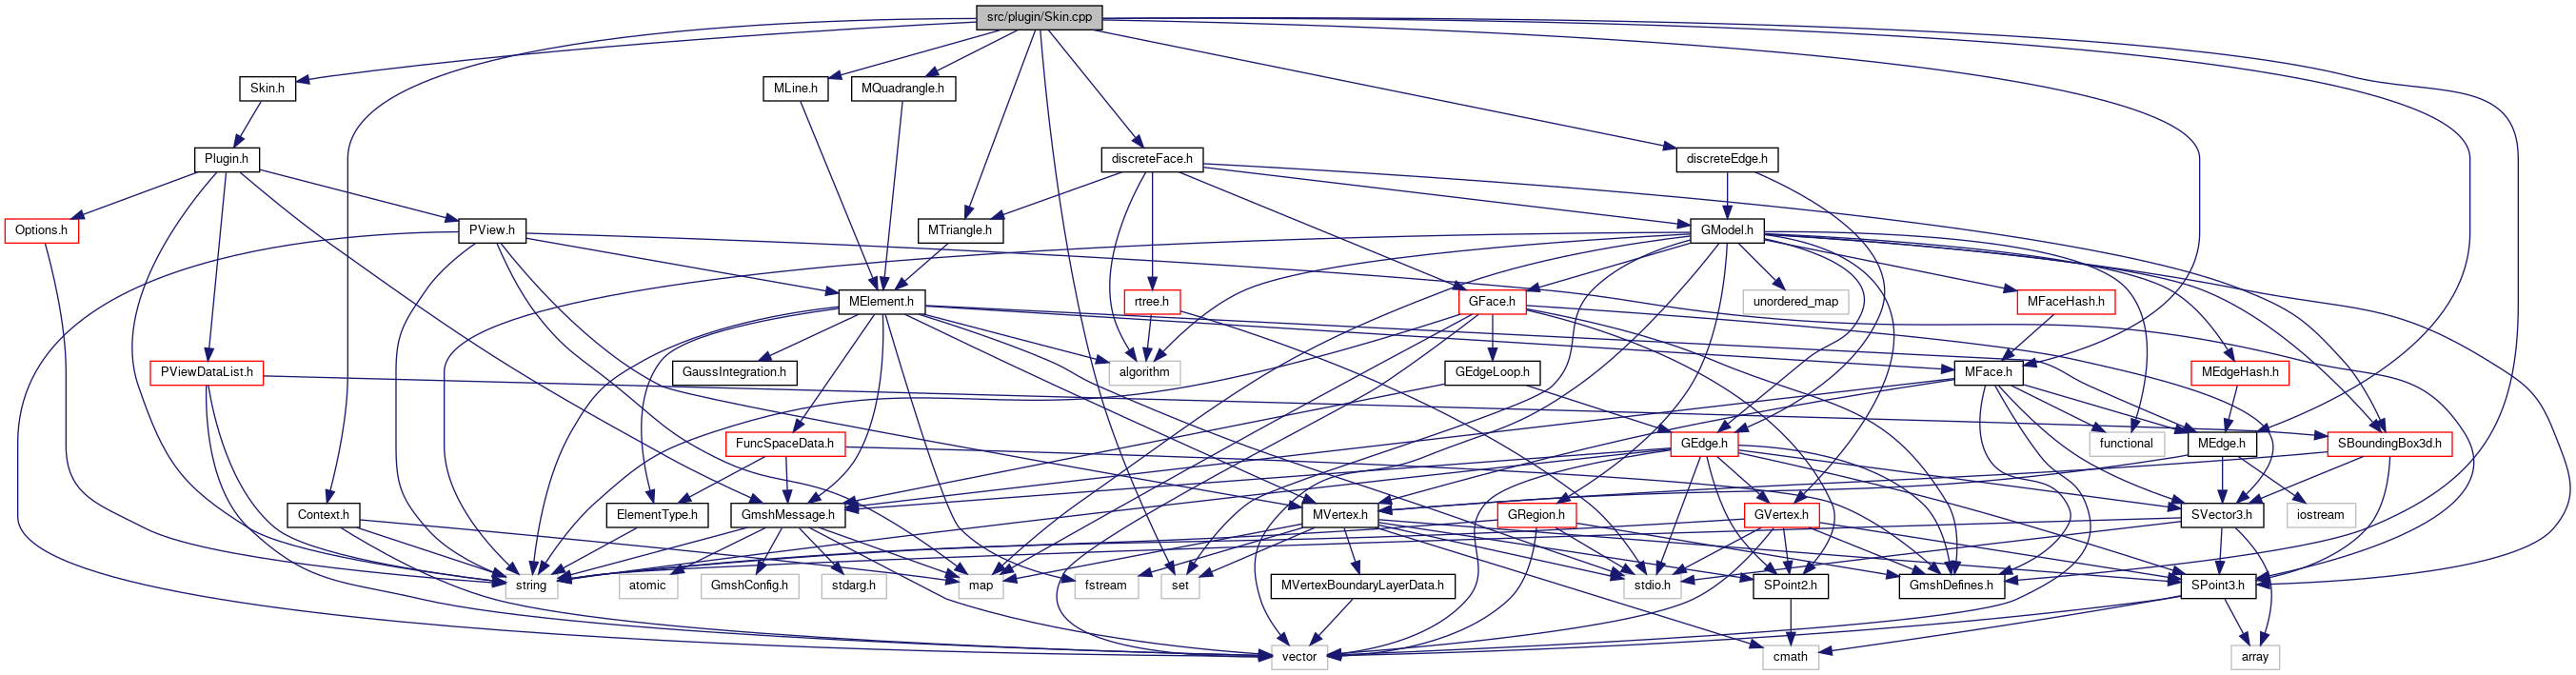 src/plugin/Skin.cpp
Skin.h
MLine.h
MQuadrangle.h
Plugin.h
discreteFace.h
discreteEdge.h
Options.h
PView.h
MTriangle.h
GModel.h
MElement.h
rtree.h
GFace.h
unordered_map
MFaceHash.h
PViewDataList.h
GaussIntegration.h
algorithm
GEdgeLoop.h
MFace.h
MEdgeHash.h
FuncSpaceData.h
GEdge.h
functional
MEdge.h
SBoundingBox3d.h
Context.h
ElementType.h
GmshMessage.h
MVertex.h
GRegion.h
GVertex.h
SVector3.h
iostream
string
atomic
GmshConfig.h
stdarg.h
map
fstream
set
MVertexBoundaryLayerData.h
stdio.h
SPoint2.h
GmshDefines.h
SPoint3.h
vector
cmath
array